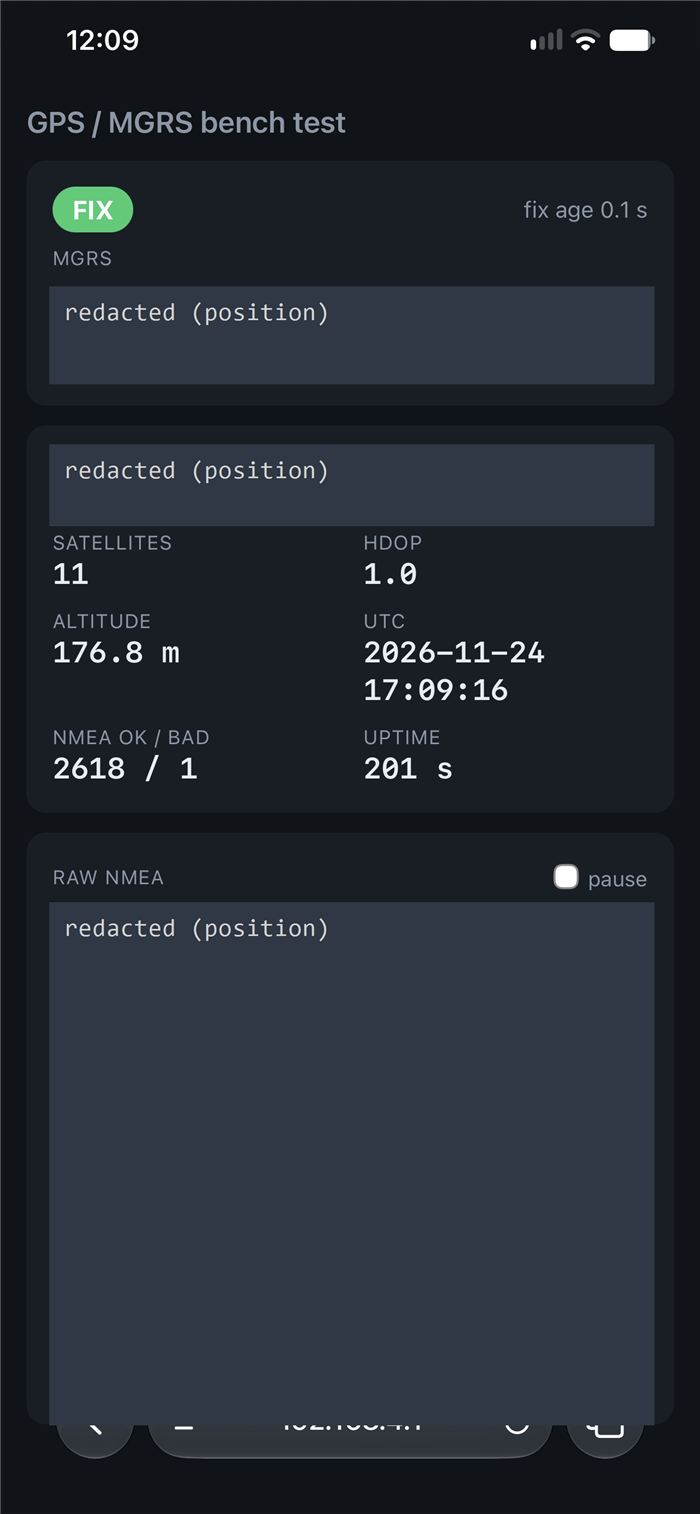 12:09
GPS / MGRS bench test
FIX
fix age 0.1 s
MGRS
redacted (position)
redacted (position)
SATELLITES
11
HDOP
1.0
ALTITUDE
176.8 m
UTC
2026-11-24
17:09:16
NMEA OK / BAD
2618 / 1
UPTIME
201 s
RAW NMEA
pause
redacted (position)